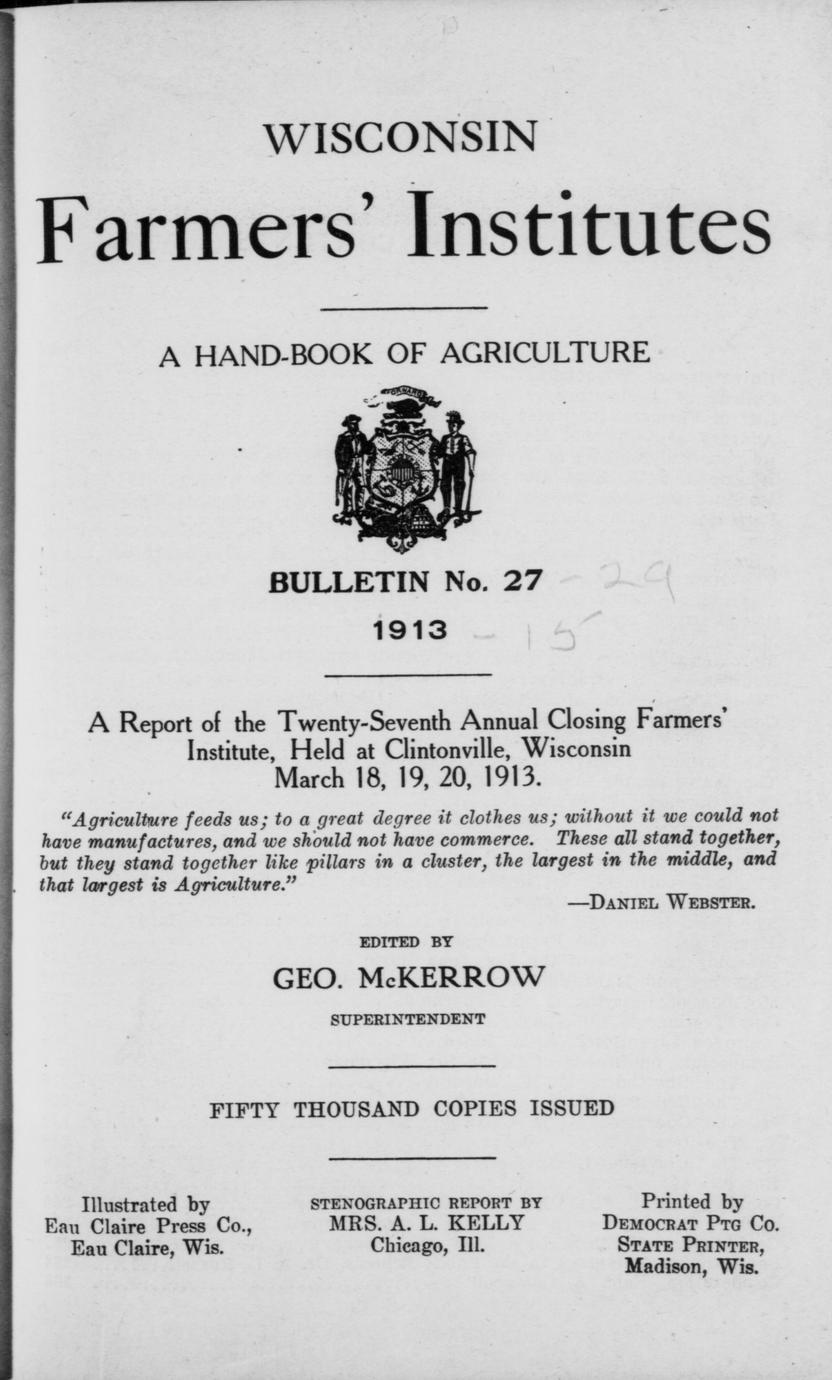 WISCONSIN
Farmers' Institutes
A HAND-BOOK OF AGRICULTURE
FORWARD
BULLETIN No. 27 - 29
1913 - 15
A Report of the Twenty-Seventh Annual Closing Farmers'
Institute, Held at Clintonville, Wisconsin
March 18, 19, 20, 1913.
"Agriculture feeds us; to a great degree it clothes us; without it we could not
have manufactures, and we should not have commerce. These all stand together,
but they stand together like pillars in a cluster, the largest in the middle, and
that largest is Agriculture."
—DANIEL WEBSTER.
EDITED BY
GEO. McKERROW
SUPERINTENDENT
FIFTY THOUSAND COPIES ISSUED
Illustrated by
Eau Claire Press Co.,
Eau Claire, Wis.
STENOGRAPHIC REPORT BY
MRS. A. L. KELLY
Chicago, Ill.
Printed by
DEMOCRAT PTG CO.
STATE PRINTER,
Madison, Wis.